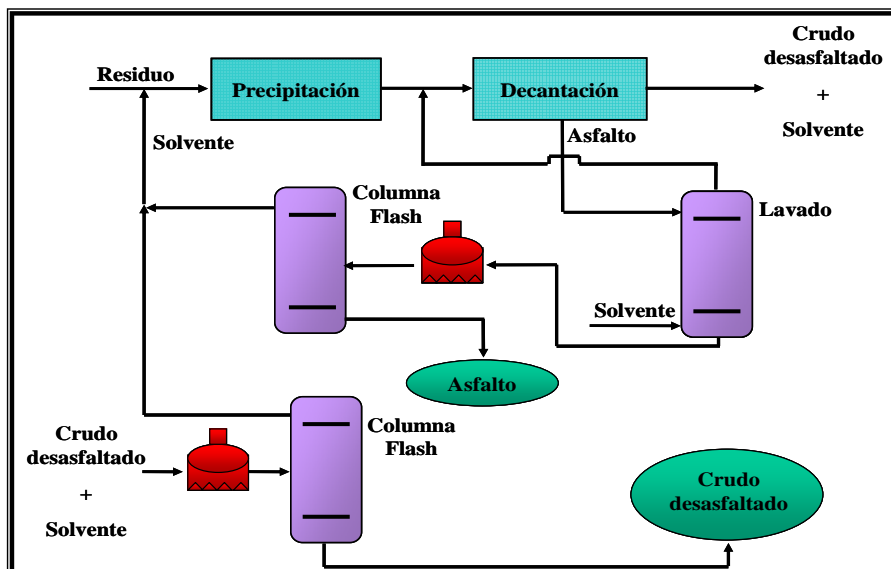 Residuo
Precipitación
Decantación
Crudo
desasfaltado
+
Solvente
Solvente
Asfalto
Columna
Flash
Lavado
Solvente
Asfalto
Columna
Flash
Crudo
desasfaltado
+
Solvente
Crudo
desasfaltado